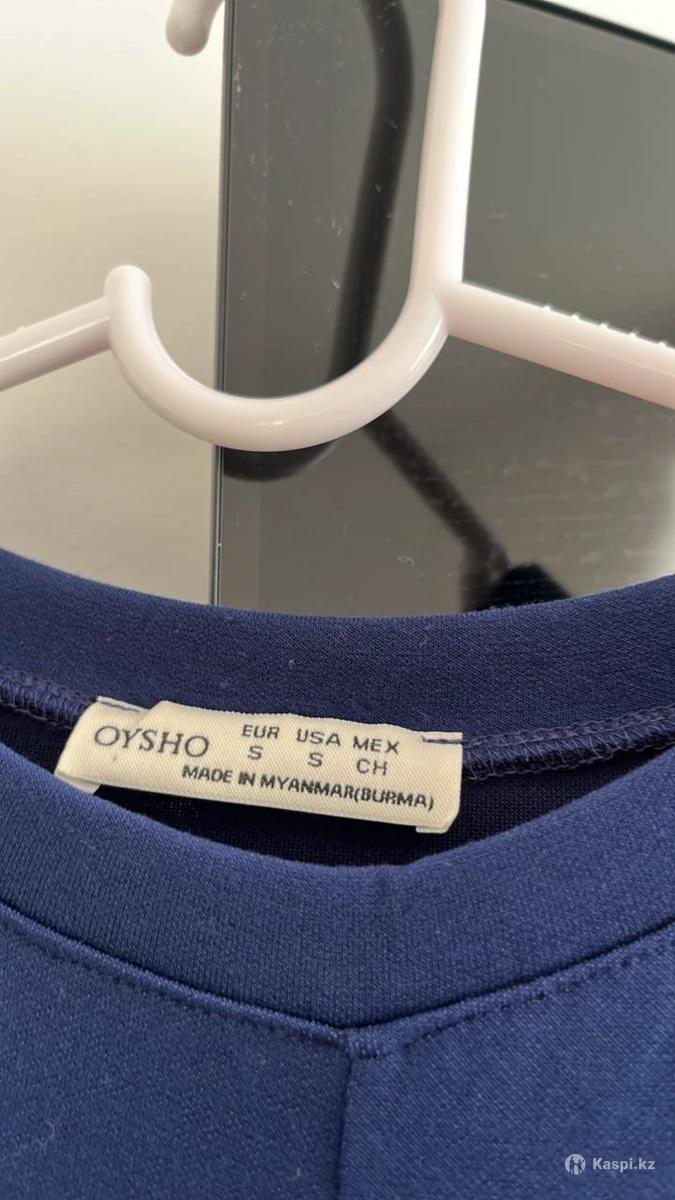 OYSHO
EUR USA MEX
S S CH
MADE IN MYANMAR(BURMA)
Kaspi.kz